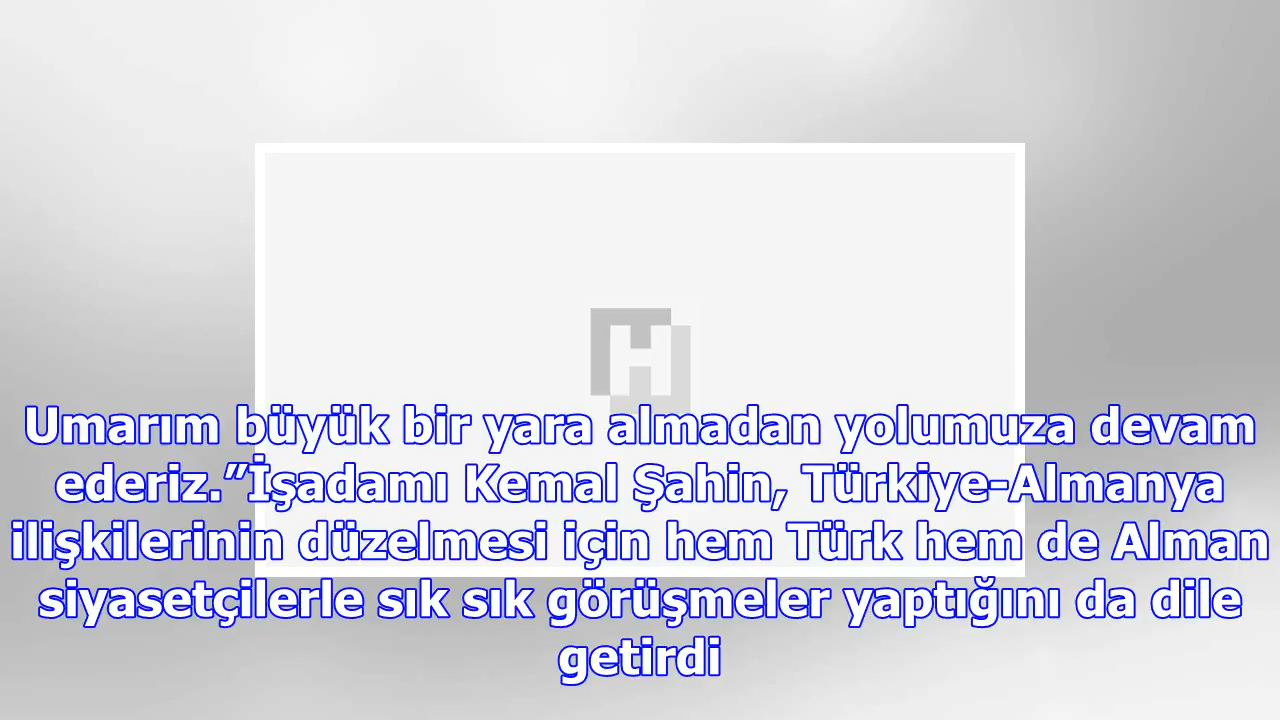 H
Umarım büyük bir yara almadan yolumuza devam
ederiz.”İşadamı Kemal Şahin, Türkiye-Almanya
ilişkilerinin düzelmesi için hem Türk hem de Alman
siyasetçilerle sık sık görüşmeler yaptığını da dile
getirdi